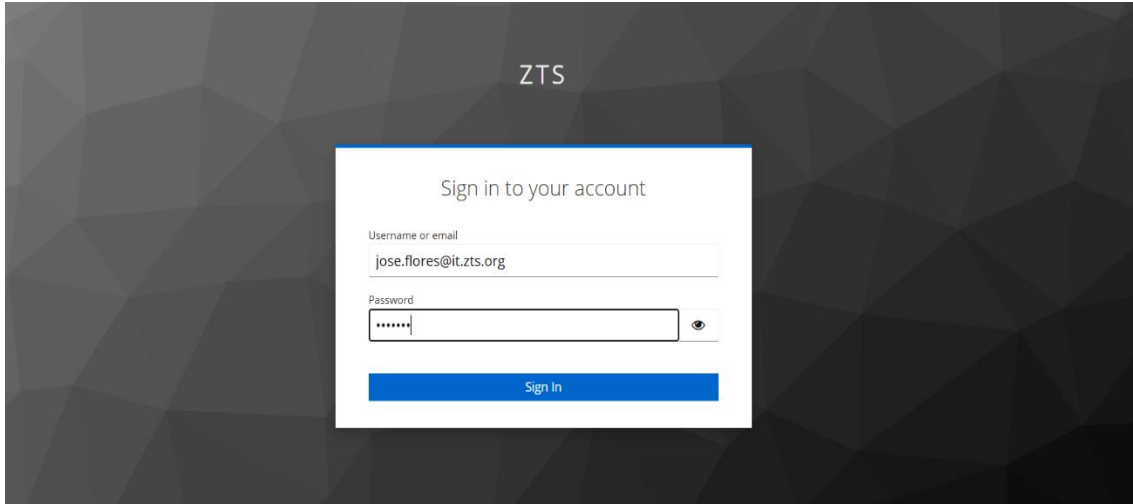 ZTS
Sign in to your account
Username or email
jose.flores@it.zts.org
Password
•••••••
Sign In